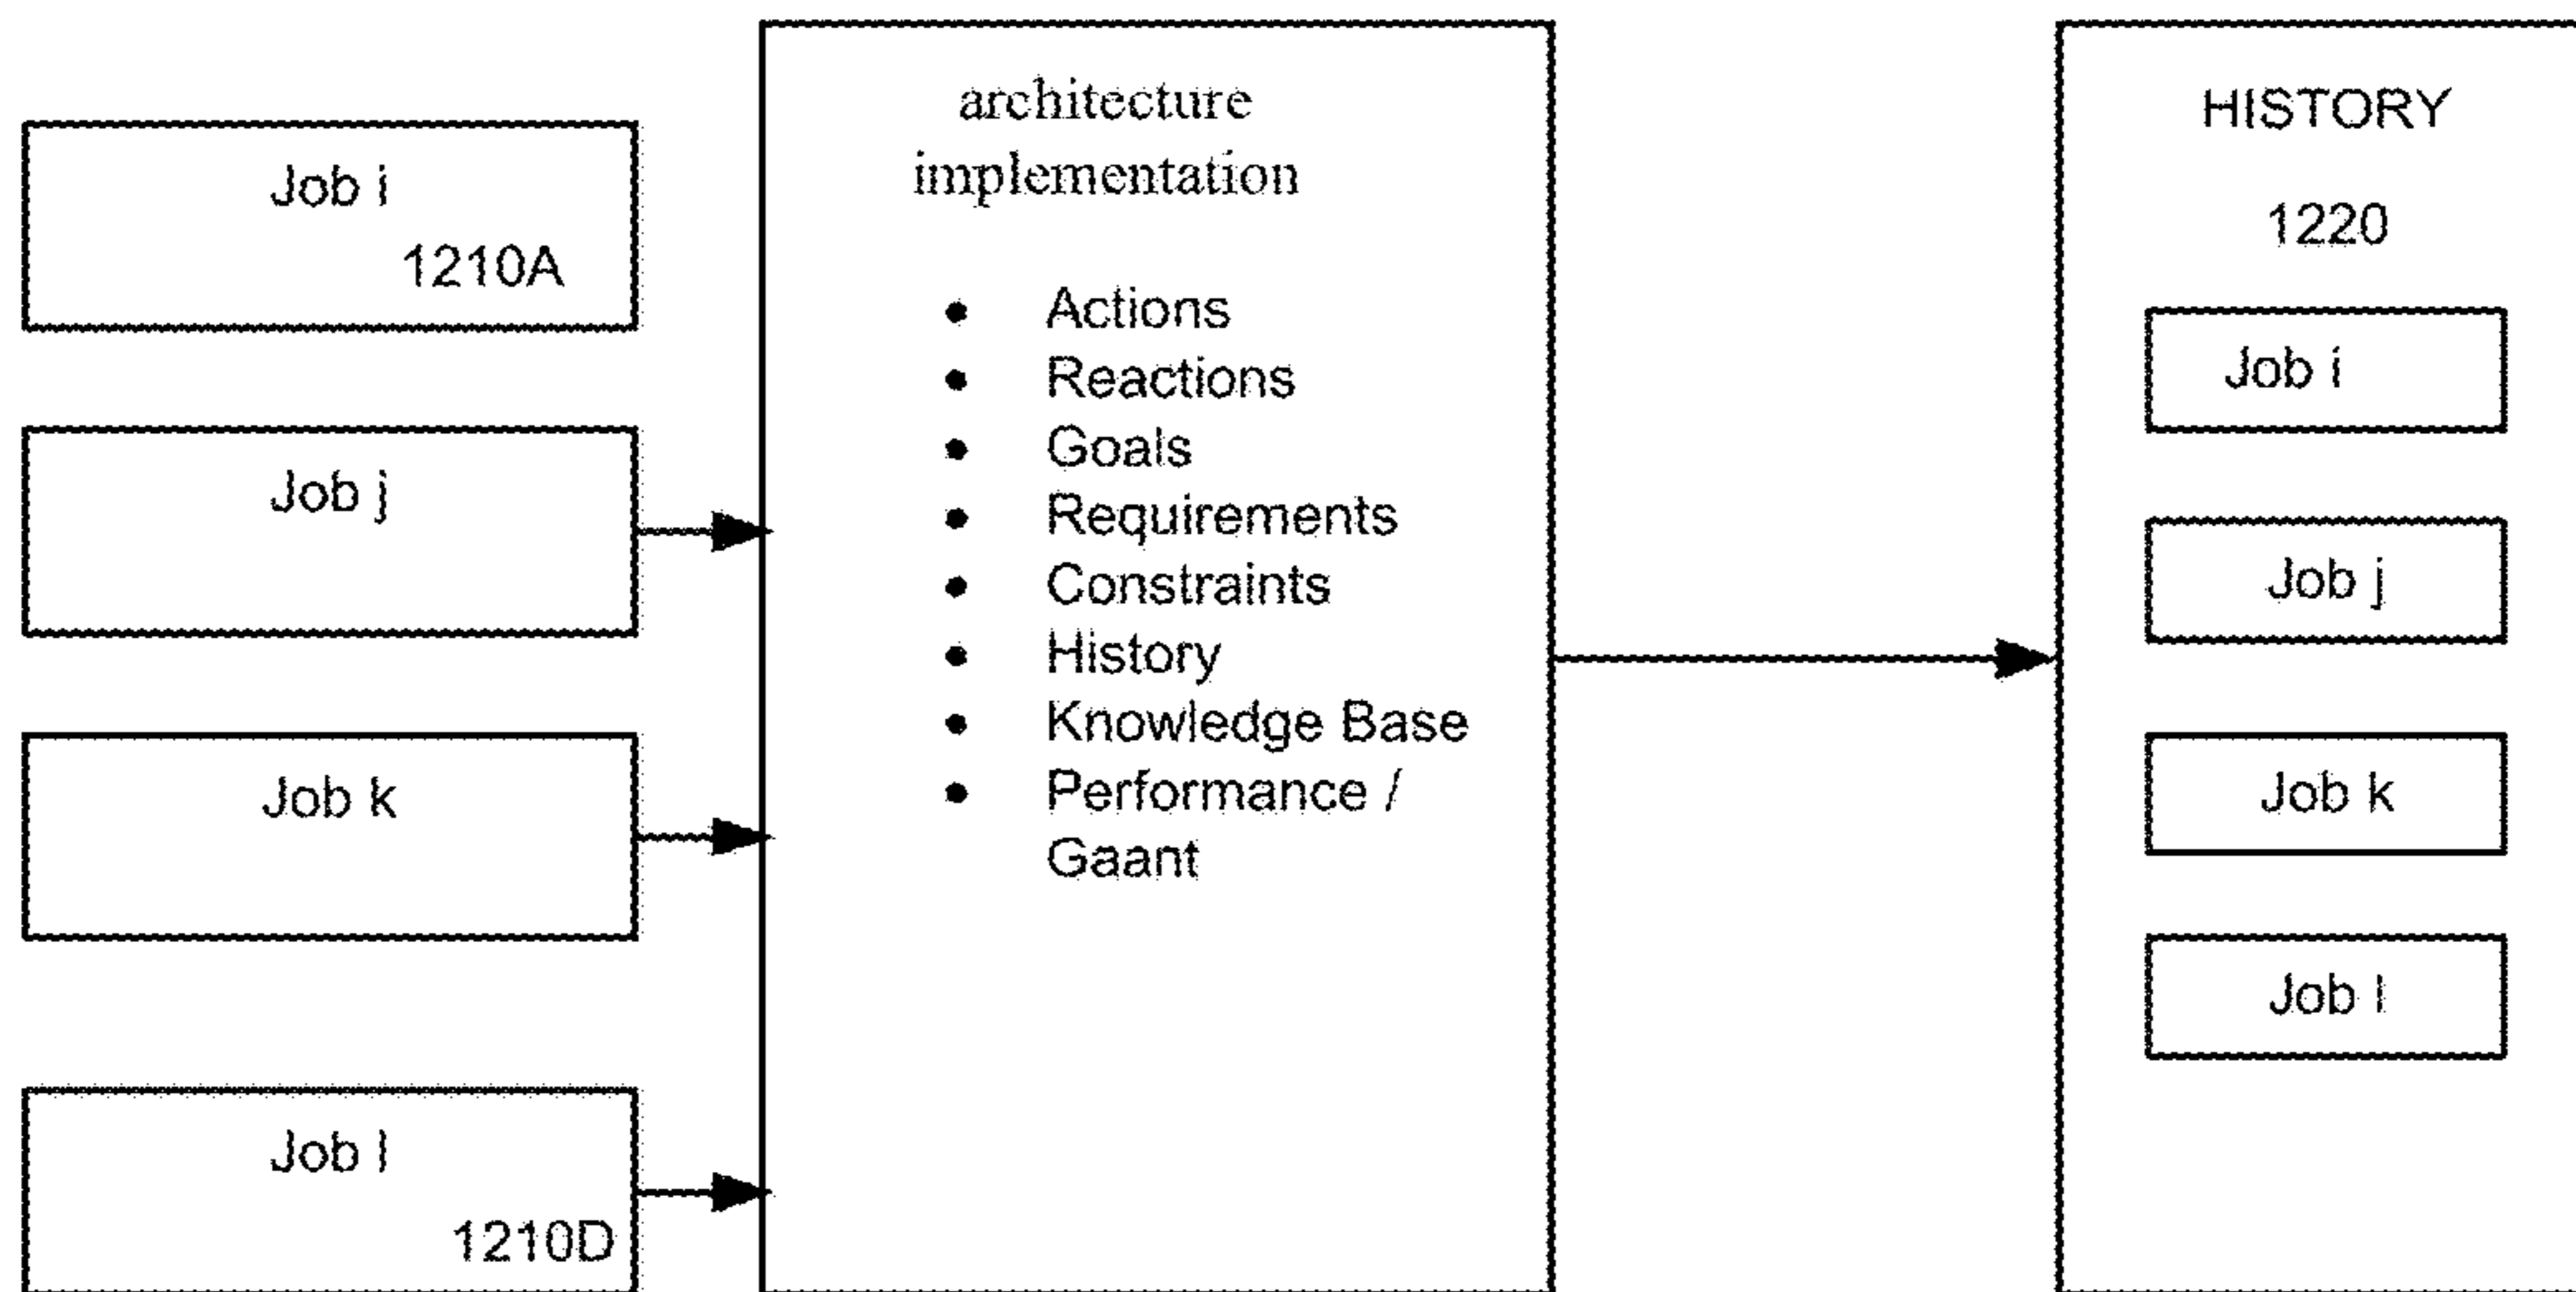 Job i
1210A
Job j
Job k
Job l
1210D
architecture
implementation
• Actions
• Reactions
• Goals
• Requirements
• Constraints
• History
• Knowledge Base
• Performance /
Gaant
HISTORY
1220
Job i
Job j
Job k
Job l